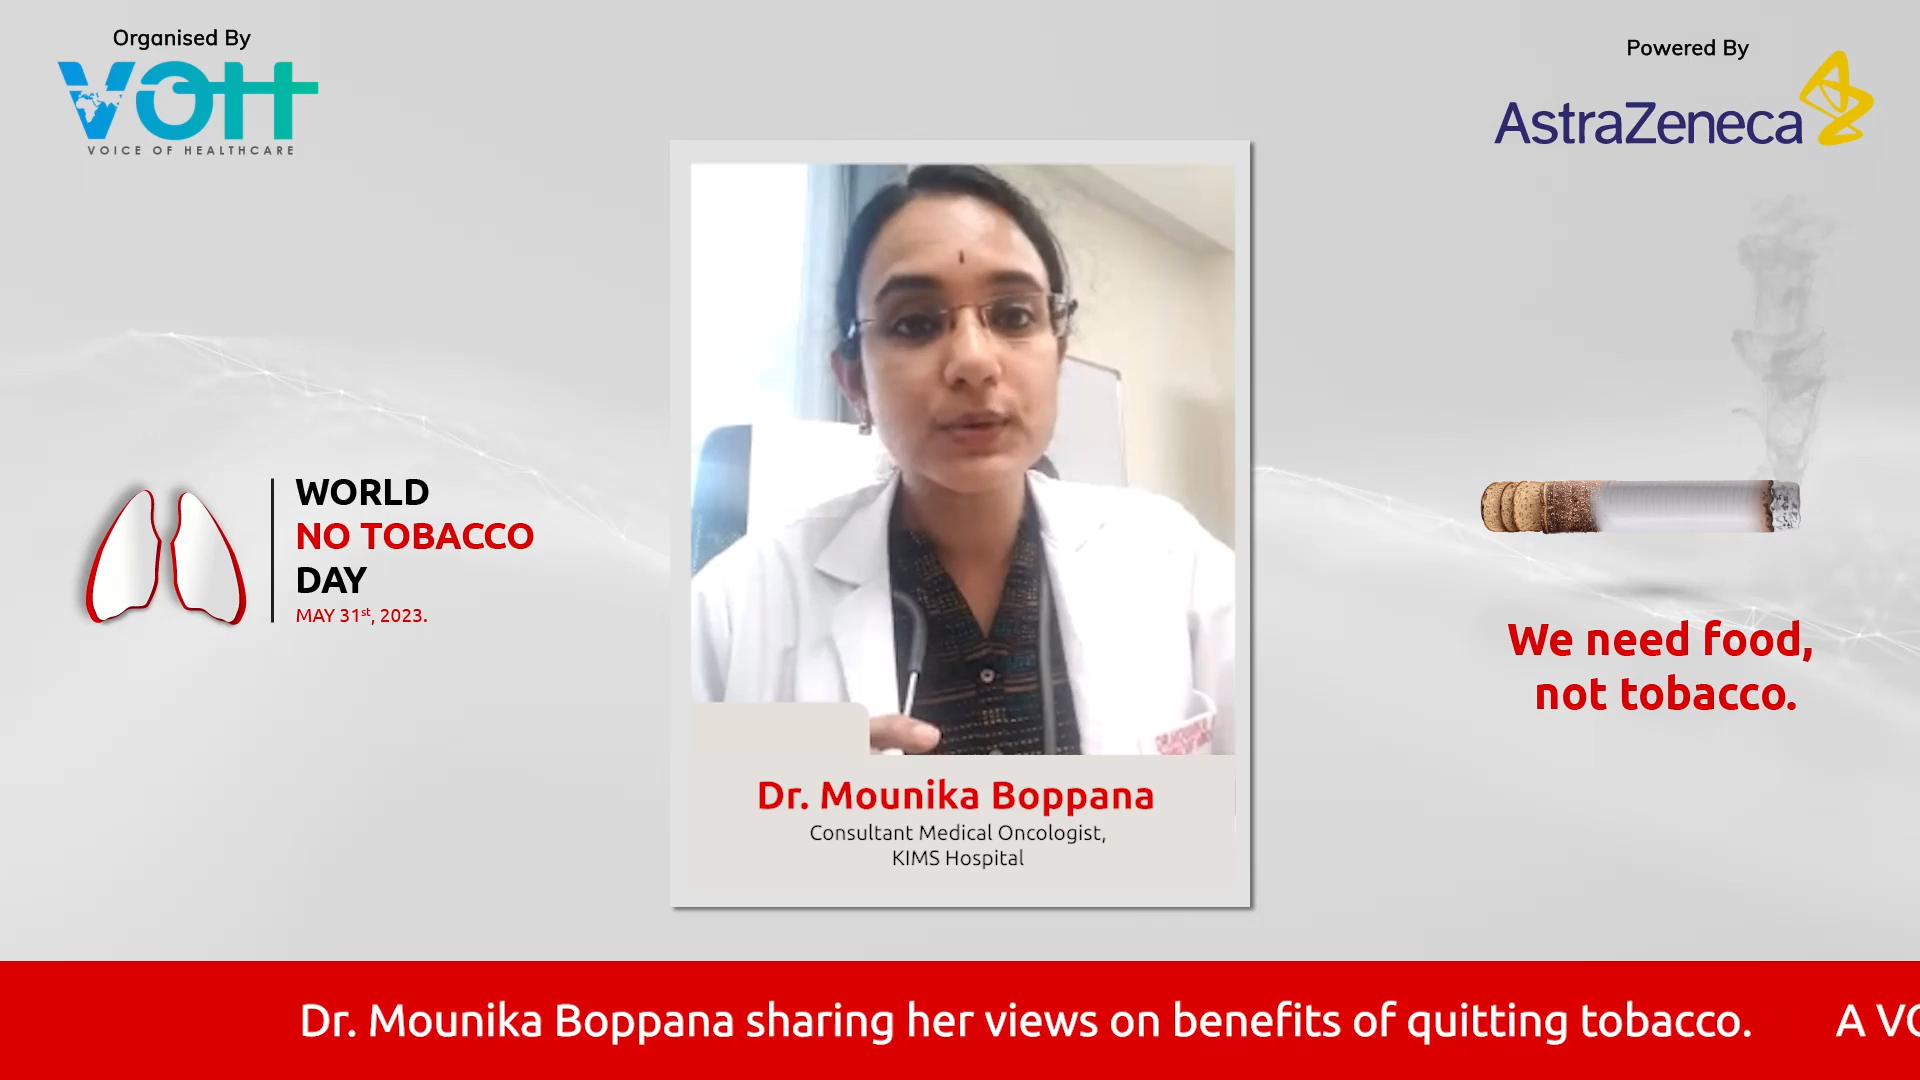 Organised By
VOH
VOICE OF HEALTHCARE
Powered By
AstraZeneca
WORLD
NO TOBACCO
DAY
MAY 31st, 2023.
We need food,
not tobacco.
Dr. Mounika Boppana
Consultant Medical Oncologist,
KIMS Hospital
Dr. Mounika Boppana sharing her views on benefits of quitting tobacco. A VO